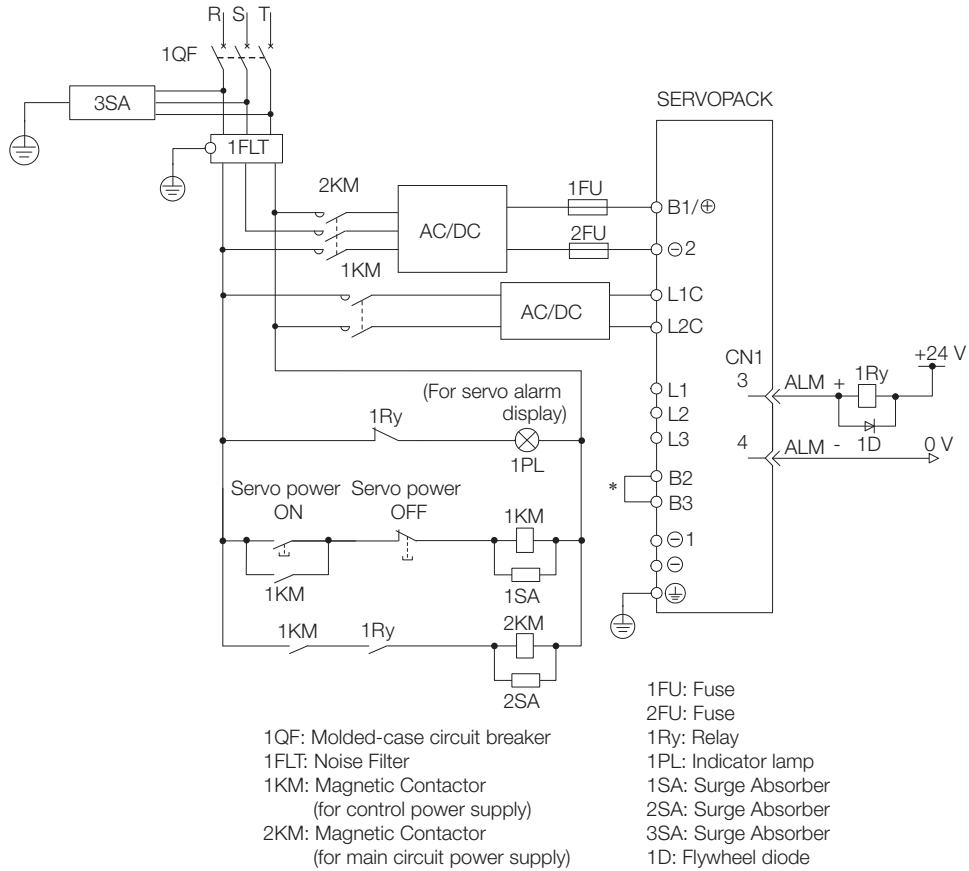 R S T
1QF
3SA
SERVOPACK
1FLT
2KM
1FU
AC/DC
B1/⊕
2FU
⊖2
1KM
L1C
AC/DC
L2C
CN1
+24 V
3
ALM +
1Ry
L1
(For servo alarm
display)
1Ry
L2
1D
L3
4
ALM -
0 V
1PL
B2
*
B3
Servo power
ON
Servo power
OFF
1KM
⊖1
⊖
1KM
1SA
1KM
1Ry
2KM
2SA
1QF: Molded-case circuit breaker
1FLT: Noise Filter
1KM: Magnetic Contactor
(for control power supply)
2KM: Magnetic Contactor
(for main circuit power supply)
1FU: Fuse
2FU: Fuse
1Ry: Relay
1PL: Indicator lamp
1SA: Surge Absorber
2SA: Surge Absorber
3SA: Surge Absorber
1D: Flywheel diode